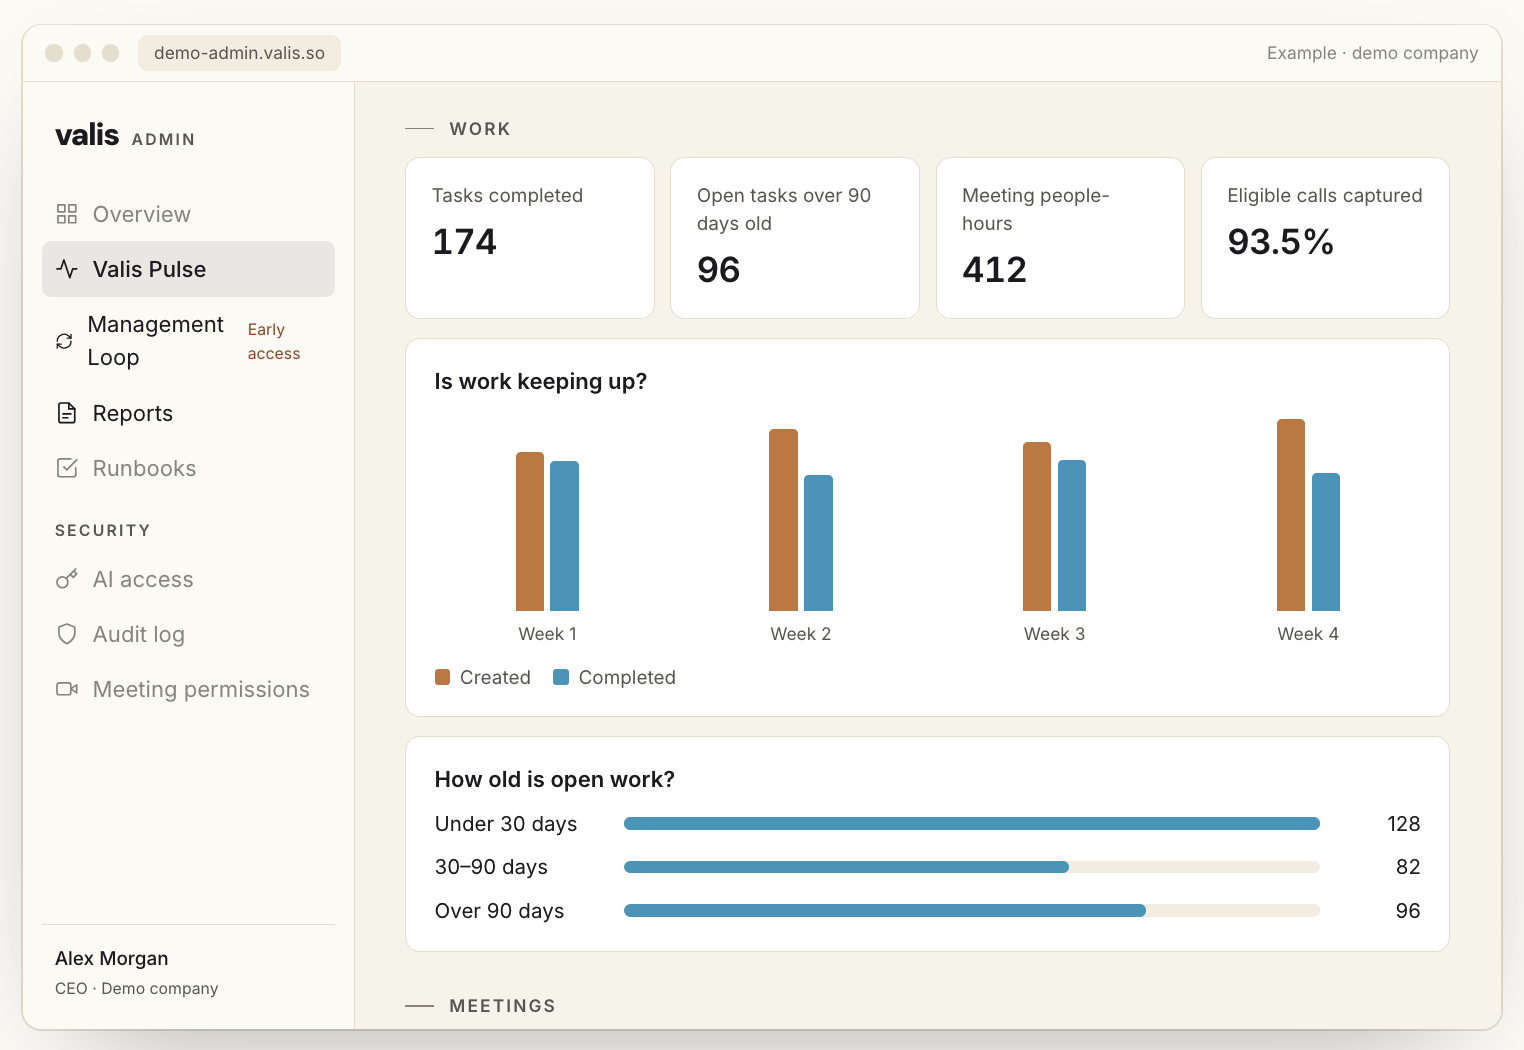 demo-admin.valis.so
Example · demo company
valis ADMIN
Overview
Valis Pulse
Management
Loop
Early
access
Reports
Runbooks
SECURITY
AI access
Audit log
Meeting permissions
Alex Morgan
CEO · Demo company
WORK
Tasks completed
174
Open tasks over 90
days old
96
Meeting people-
hours
412
Eligible calls captured
93.5%
Is work keeping up?
Week 1
Week 2
Week 3
Week 4
Created
Completed
How old is open work?
Under 30 days 128
30–90 days 82
Over 90 days 96
MEETINGS